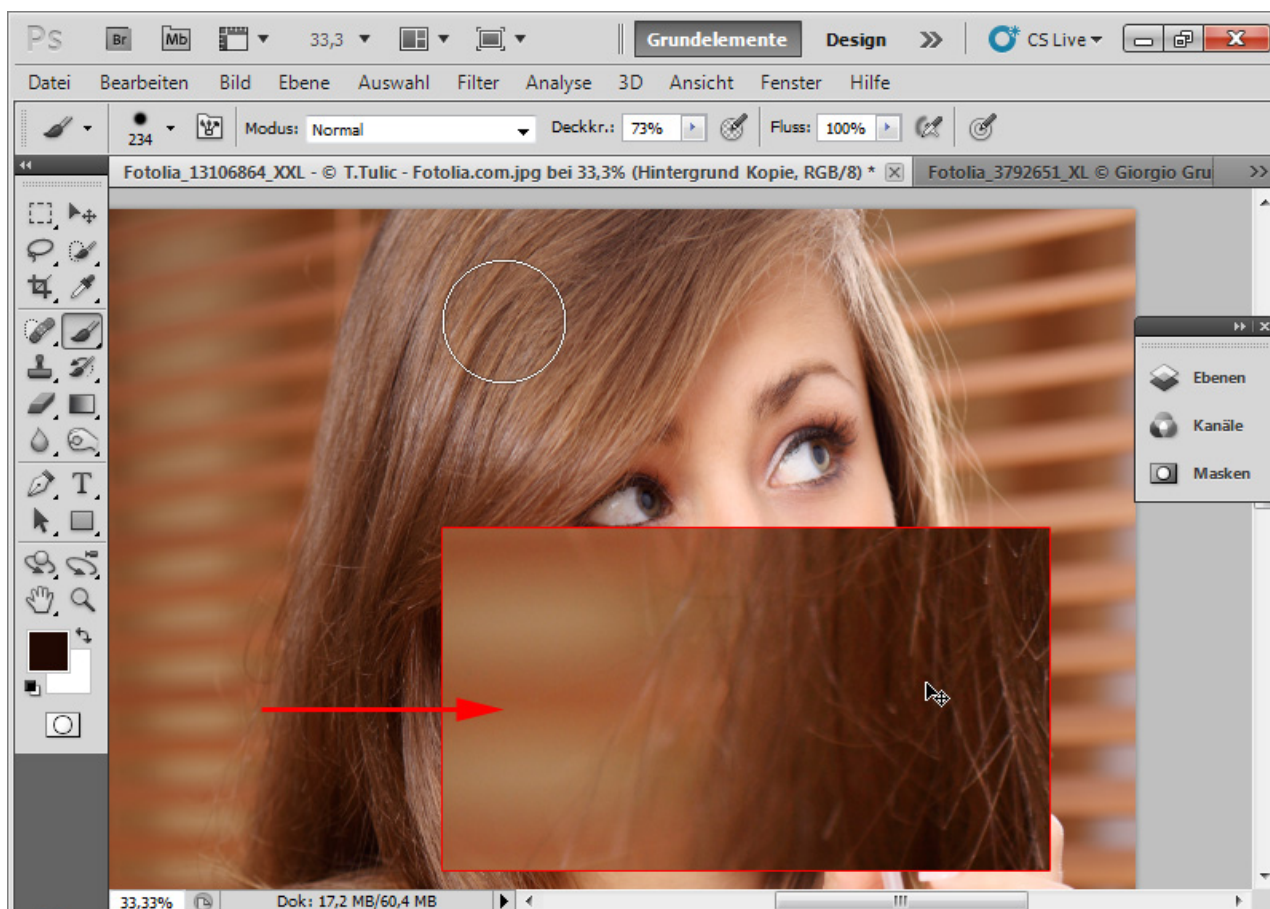 Ps Br Mb 33,3 Grundelemente Design CS Live
Datei Bearbeiten Bild Ebene Auswahl Filter Analyse 3D Ansicht Fenster Hilfe
234 Modus: Normal Deckkr.: 73% Fluss: 100%
Fotolia_13106864_XXL - © T.Tulic - Fotolia.com.jpg bei 33,3% (Hintergrund Kopie, RGB/8) * Fotolia_3792651_XL © Giorgio Gru
Ebenen
Kanäle
Masken
T
33,33% Dok: 17,2 MB/60,4 MB